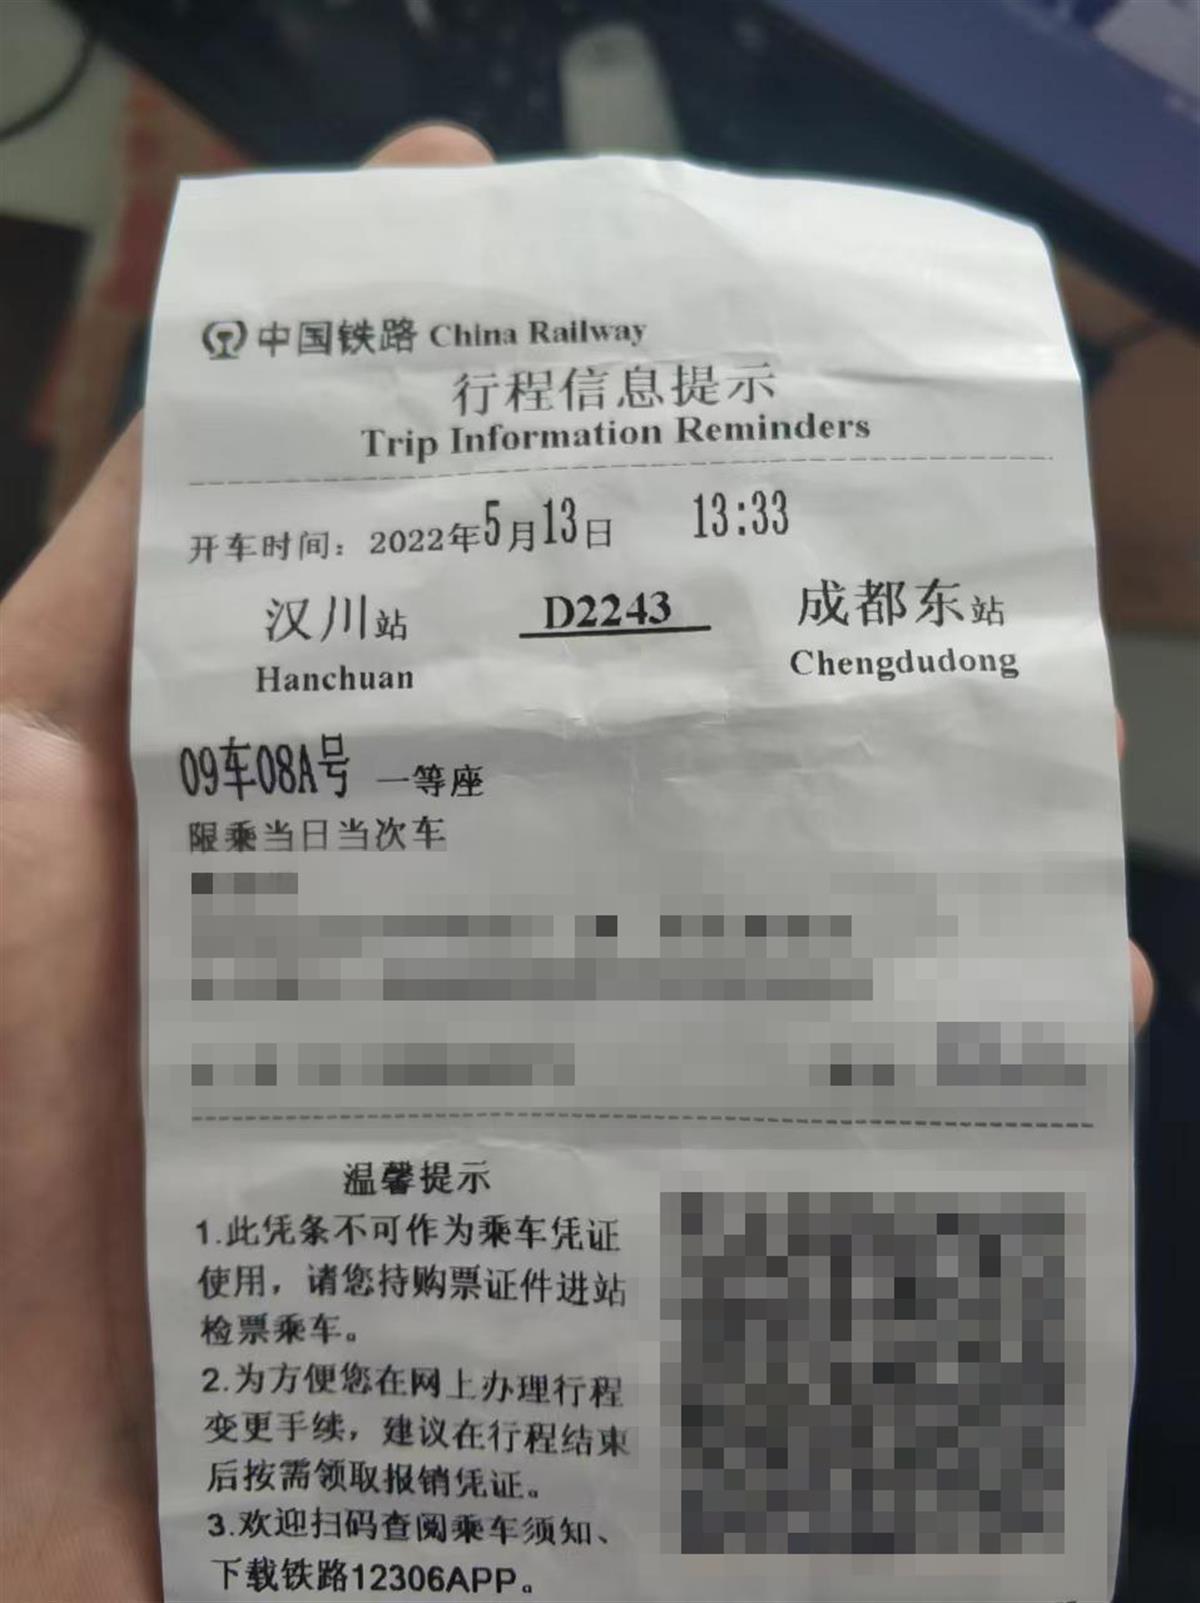 中国铁路 China Railway
行程信息提示
Trip Information Reminders
开车时间：2022年5月13日 13:33
汉川站 D2243 成都东站
Hanchuan Chengdudong
09车08A号 一等座
限乘当日当次车
温馨提示
1.此凭条不可作为乘车凭证
使用，请您持购票证件进站
检票乘车。
2.为方便您在网上办理行程
变更手续，建议在行程结束
后按需领取报销凭证。
3.欢迎扫码查阅乘车须知、
下载铁路12306APP。